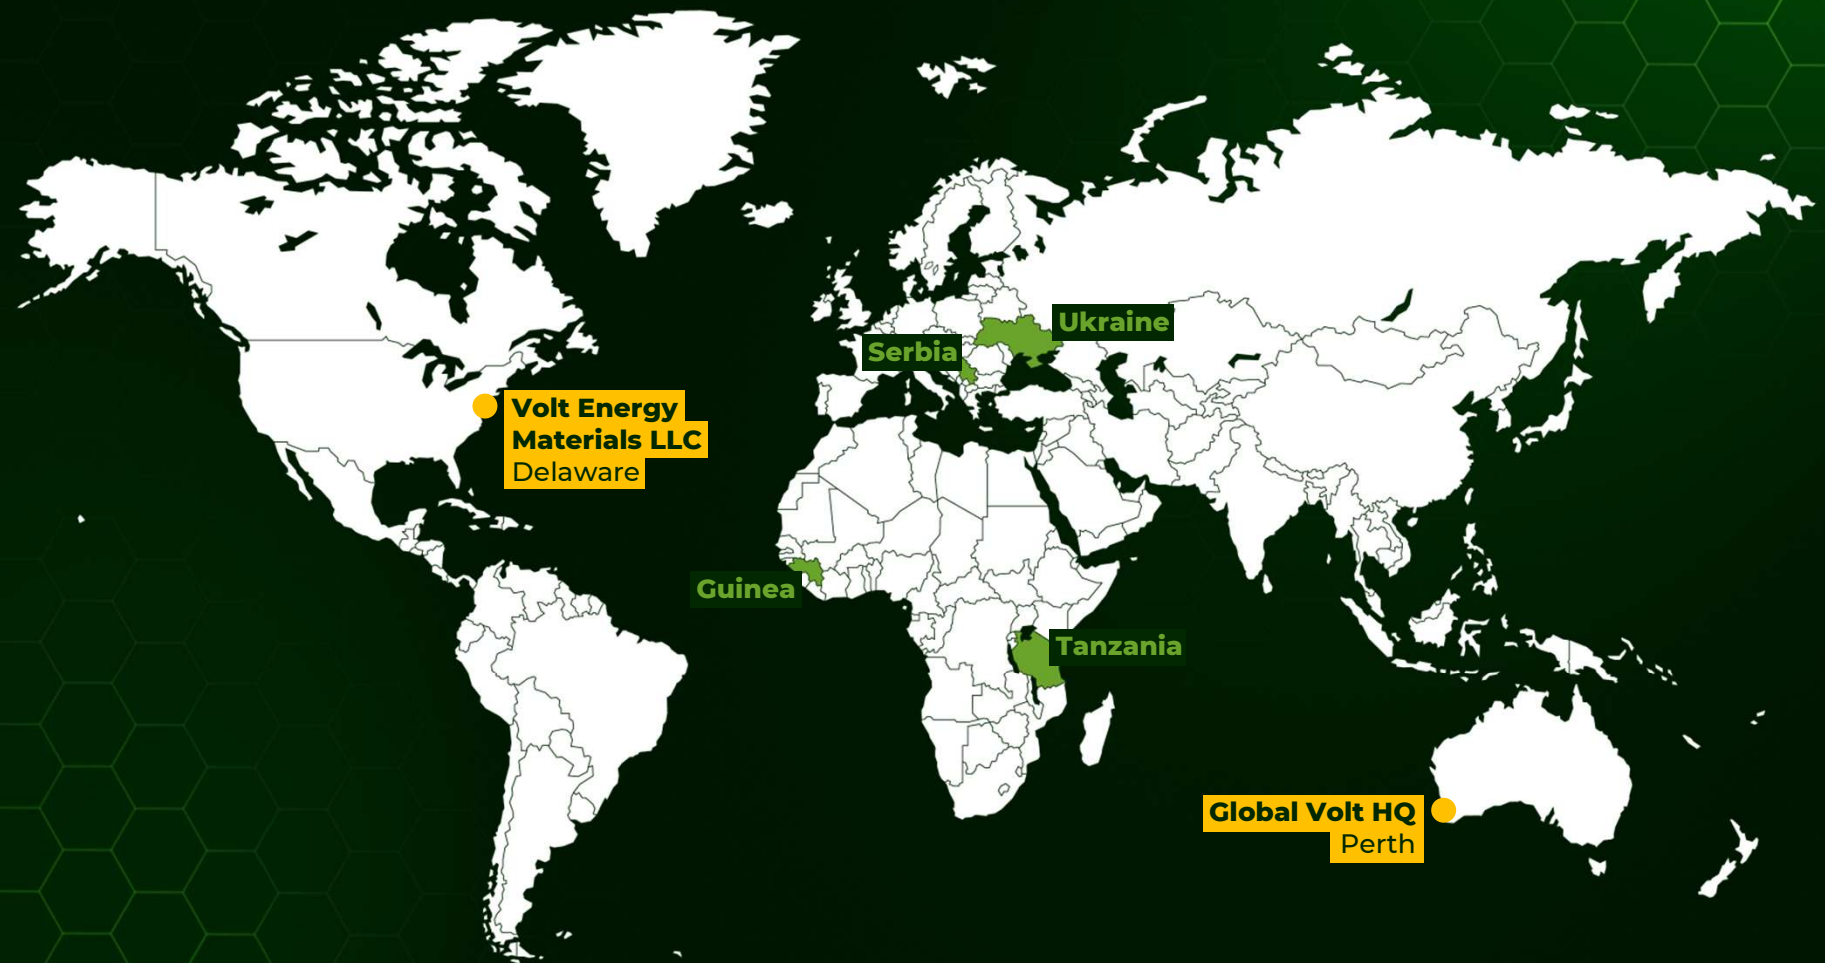 Ukraine
Serbia
Volt Energy
Materials LLC
Delaware
Guinea
Tanzania
Global Volt HQ
Perth